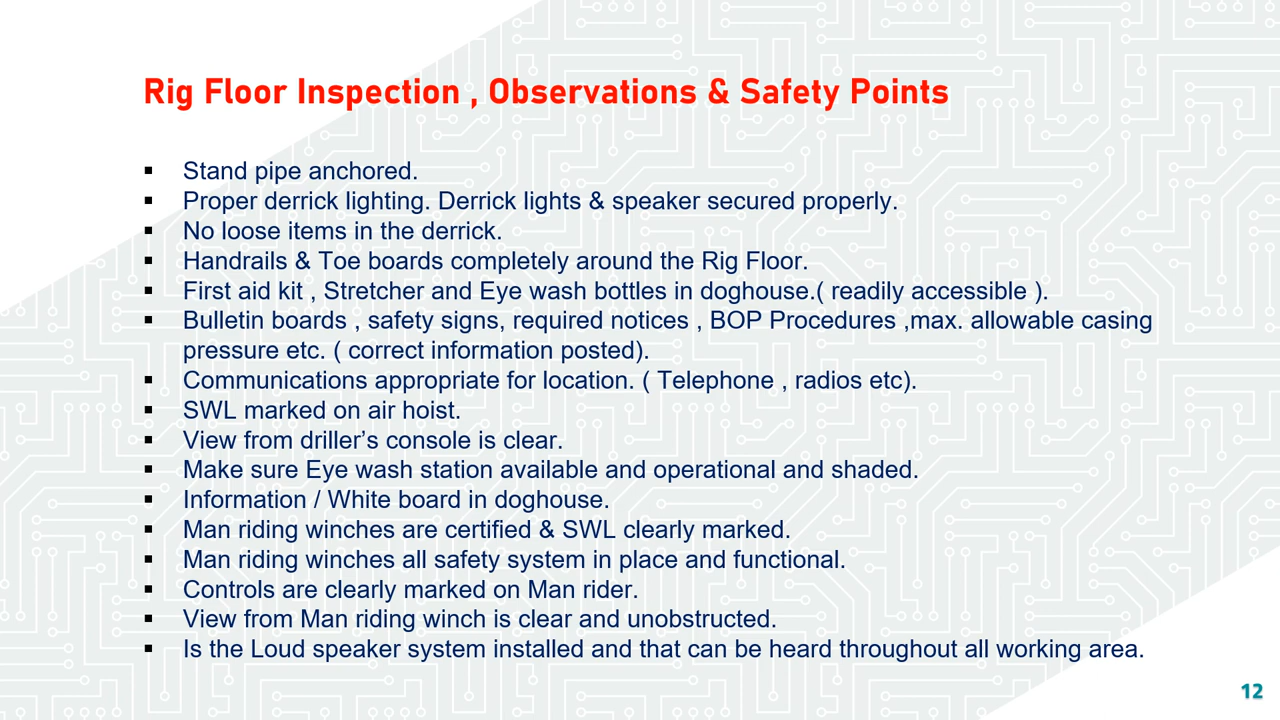 Rig Floor Inspection , Observations & Safety Points
▪ Stand pipe anchored.
▪ Proper derrick lighting. Derrick lights & speaker secured properly.
▪ No loose items in the derrick.
▪ Handrails & Toe boards completely around the Rig Floor.
▪ First aid kit , Stretcher and Eye wash bottles in doghouse.( readily accessible ).
▪ Bulletin boards , safety signs, required notices , BOP Procedures ,max. allowable casing
pressure etc. ( correct information posted).
▪ Communications appropriate for location. ( Telephone , radios etc).
▪ SWL marked on air hoist.
▪ View from driller’s console is clear.
▪ Make sure Eye wash station available and operational and shaded.
▪ Information / White board in doghouse.
▪ Man riding winches are certified & SWL clearly marked.
▪ Man riding winches all safety system in place and functional.
▪ Controls are clearly marked on Man rider.
▪ View from Man riding winch is clear and unobstructed.
▪ Is the Loud speaker system installed and that can be heard throughout all working area.
12